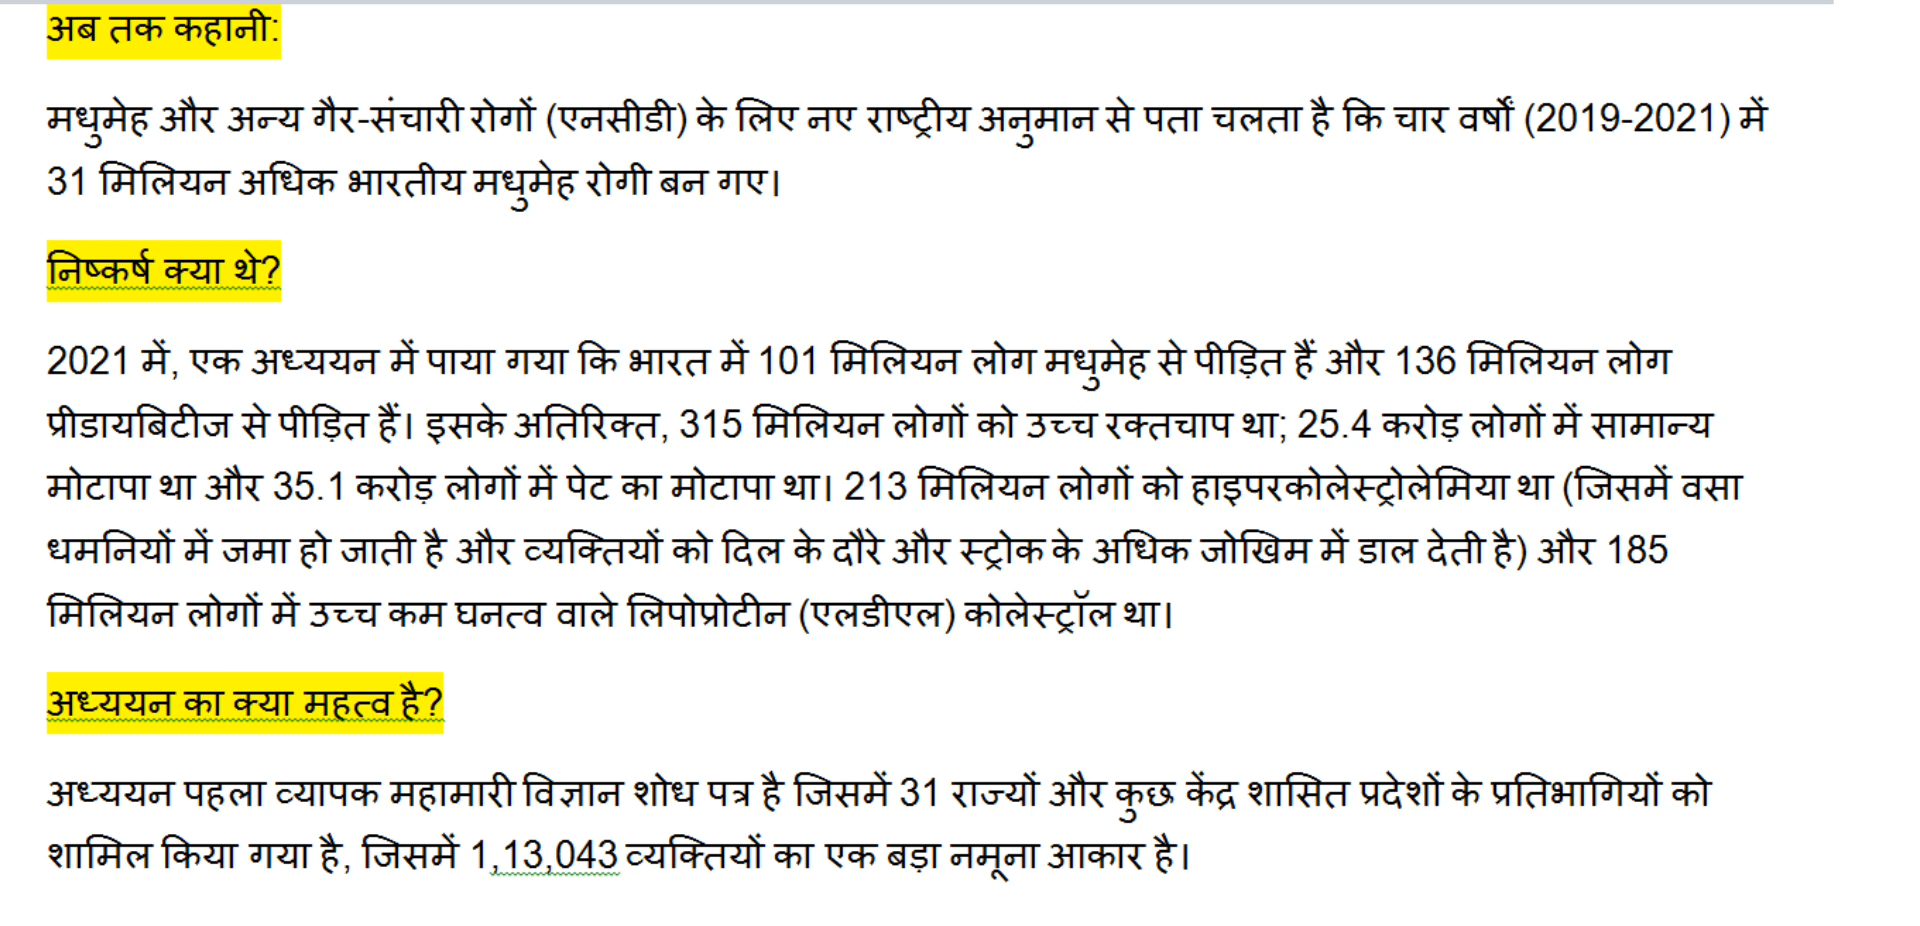 अब तक कहानी:
मधुमेह और अन्य गैर-संचारी रोगों (एनसीडी) के लिए नए राष्ट्रीय अनुमान से पता चलता है कि चार वर्षों (2019-2021) में
31 मिलियन अधिक भारतीय मधुमेह रोगी बन गए।
निष्कर्ष क्या थे?
2021 में, एक अध्ययन में पाया गया कि भारत में 101 मिलियन लोग मधुमेह से पीड़ित हैं और 136 मिलियन लोग
प्रीडायबिटीज से पीड़ित हैं। इसके अतिरिक्त, 315 मिलियन लोगों को उच्च रक्तचाप था; 25.4 करोड़ लोगों में सामान्य
मोटापा था और 35.1 करोड़ लोगों में पेट का मोटापा था। 213 मिलियन लोगों को हाइपरकोलेस्ट्रोलेमिया था (जिसमें वसा
धमनियों में जमा हो जाती है और व्यक्तियों को दिल के दौरे और स्ट्रोक के अधिक जोखिम में डाल देती है) और 185
मिलियन लोगों में उच्च कम घनत्व वाले लिपोप्रोटीन (एलडीएल) कोलेस्ट्रॉल था।
अध्ययन का क्या महत्व है?
अध्ययन पहला व्यापक महामारी विज्ञान शोध पत्र है जिसमें 31 राज्यों और कुछ केंद्र शासित प्रदेशों के प्रतिभागियों को
शामिल किया गया है, जिसमें 1,13,043 व्यक्तियों का एक बड़ा नमूना आकार है।